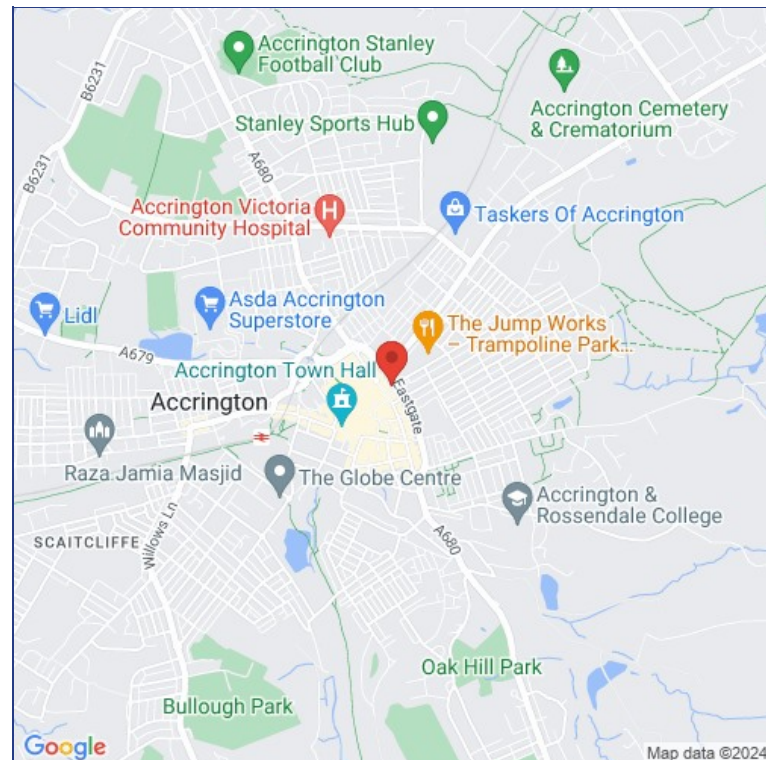 Accrington Stanley
Football Club
B6231
Accrington Cemetery
& Crematorium
Stanley Sports Hub
A680
B6231
Accrington Victoria
Community Hospital
H
Taskers Of Accrington
Asda Accrington
Superstore
Lidl
The Jump Works
– Trampoline Park...
A679
Accrington Town Hall
Eastgate
Accrington
Raza Jamia Masjid
The Globe Centre
Accrington &
Rossendale College
Willows Ln
A680
SCAITCLIFFE
Oak Hill Park
Bullough Park
Google
Map data ©2024